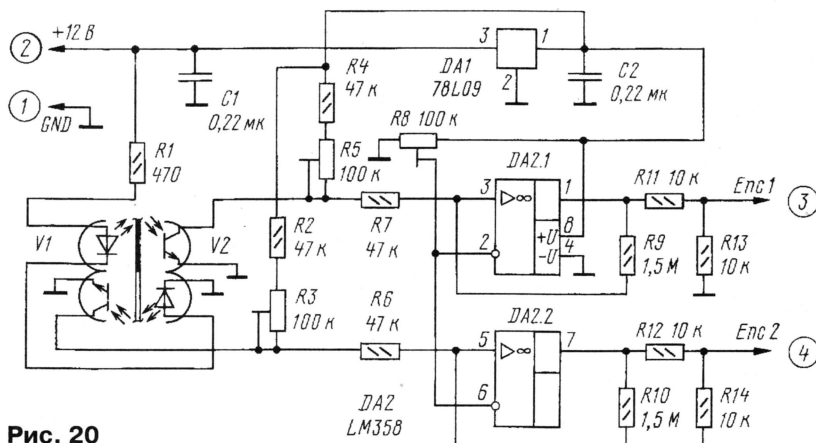 2
+12 В
1
GND
C1
0,22 мк
R1
470
V1
V2
R4
47 к
R5
100 к
R2
47 к
R3
100 к
3
1
2
DA1
78L09
C2
0,22 мк
R8 100 к
R7
47 к
R6
47 к
DA2.1
3
1
2
8
4
▷∞
+U
-U
R11 10 к
Enc 1
3
R9
1,5 М
R13
10 к
DA2.2
5
7
6
▷∞
DA2
LM358
R12 10 к
Enc 2
4
R10
1,5 М
R14
10 к
Рис. 20